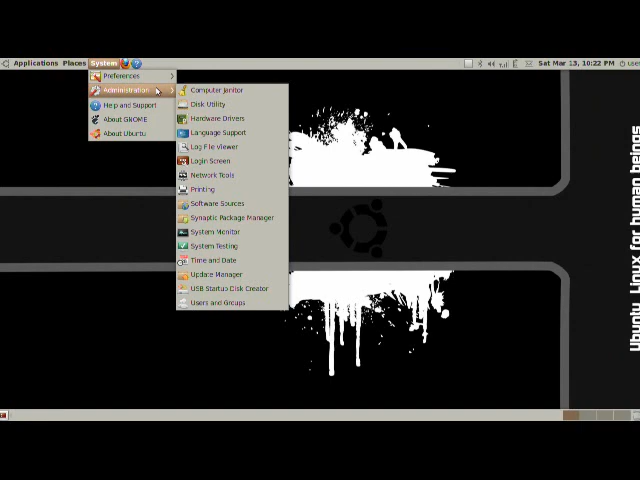 Applications Places System Sat Mar 13, 10:22 PM
Preferences
Administration
Help and Support
About GNOME
About Ubuntu
Computer Janitor
Disk Utility
Hardware Drivers
Language Support
Log File Viewer
Login Screen
Network Tools
Printing
Software Sources
Synaptic Package Manager
System Monitor
System Testing
Time and Date
Update Manager
USB Startup Disk Creator
Users and Groups
Ubuntu Linux for human beings